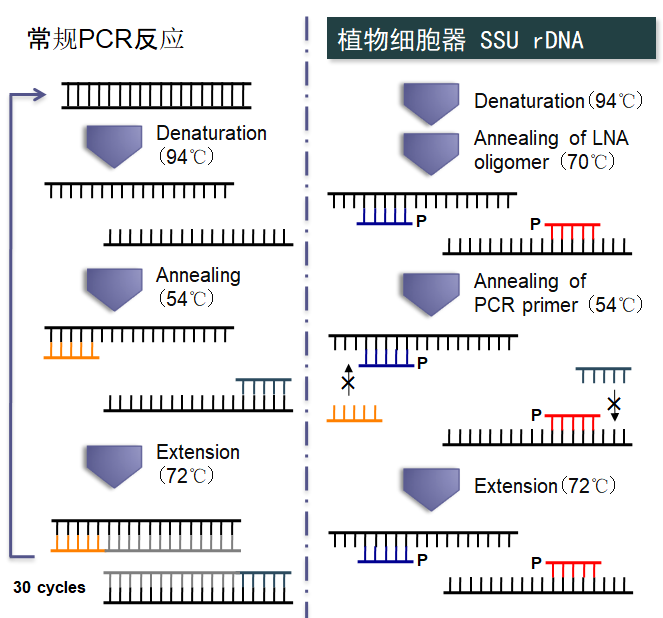 常规PCR反应
Denaturation
(94℃)
Annealing
(54℃)
Extension
(72℃)
30 cycles
植物细胞器 SSU rDNA
Denaturation(94℃)
Annealing of LNA
oligomer (70℃)
P
P
Annealing of
PCR primer (54℃)
P
P
Extension(72℃)
P
P